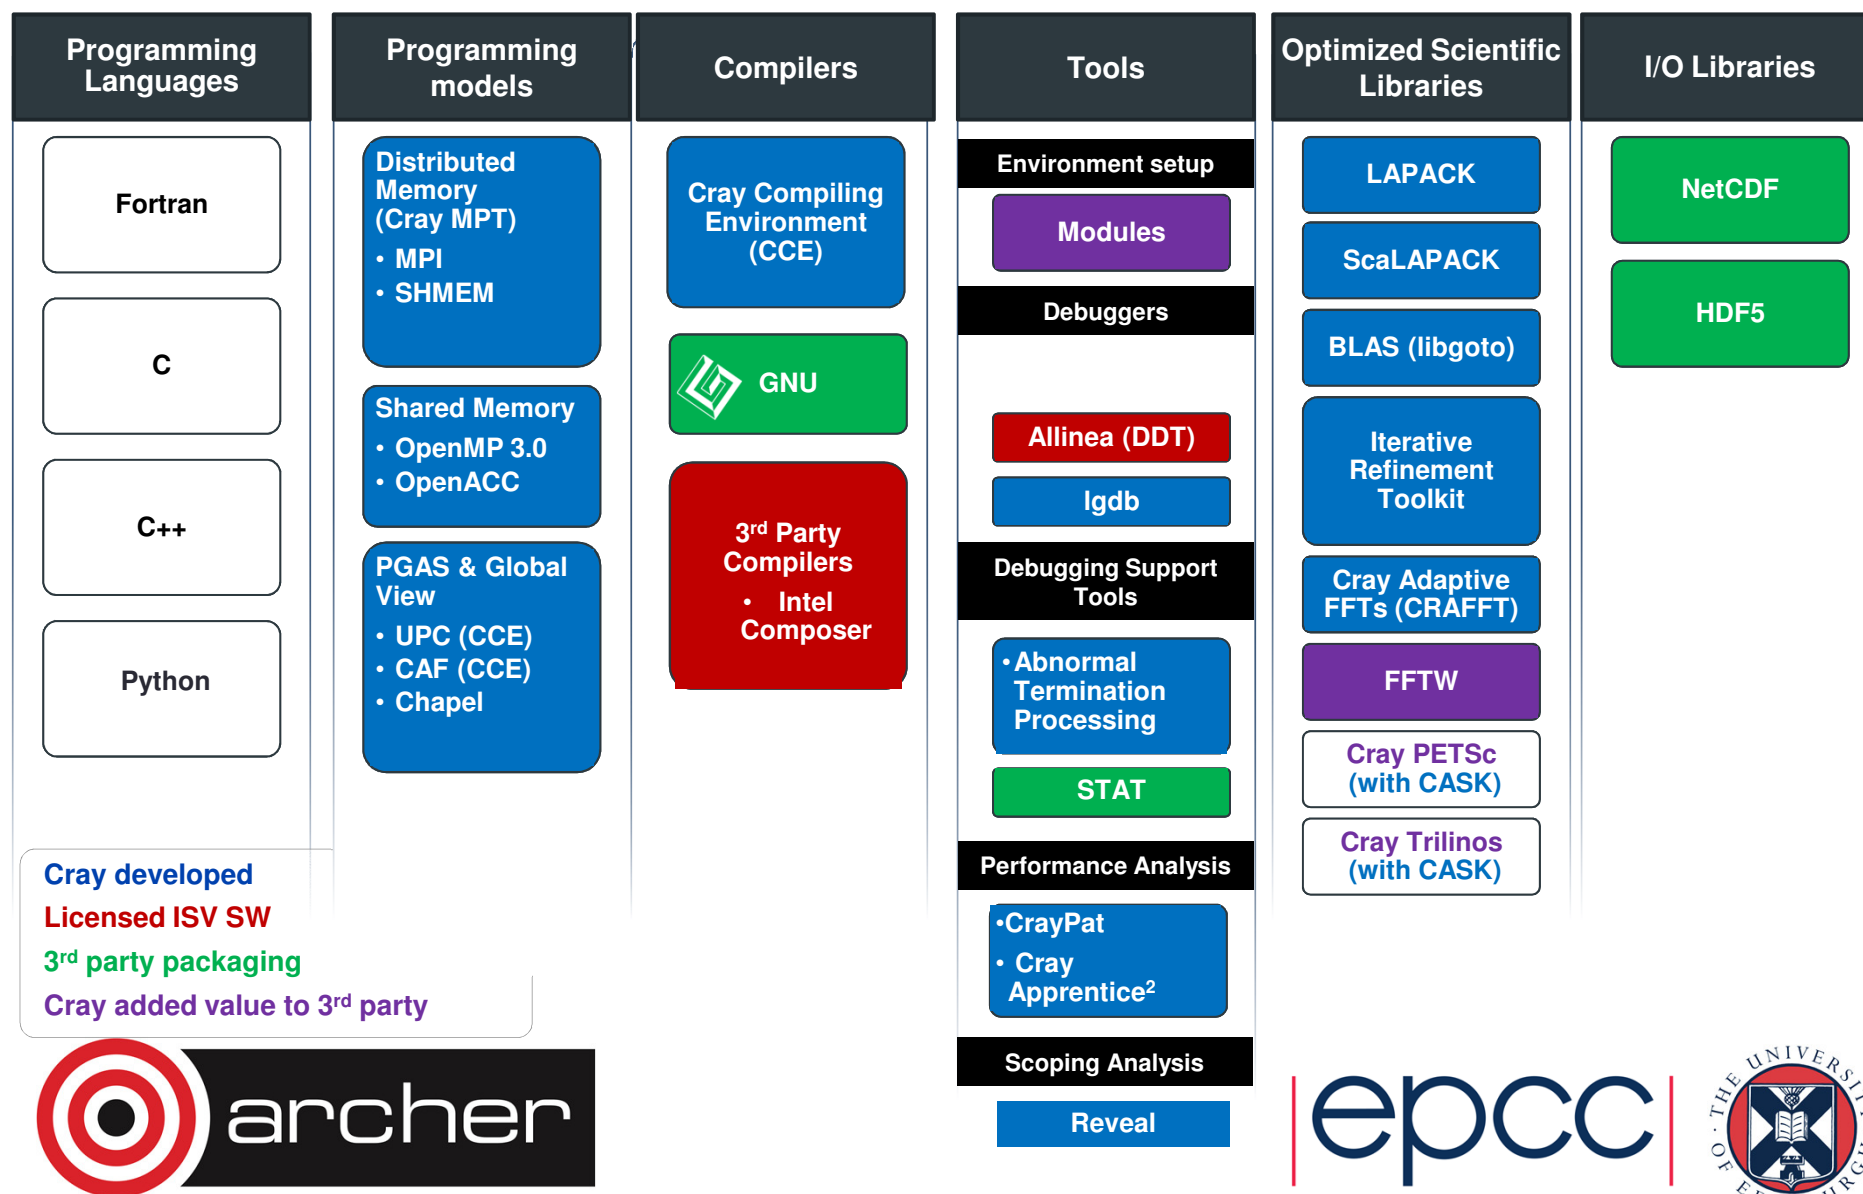 Programming
Languages
Fortran
C
C++
Python
Programming
models
Distributed
Memory
(Cray MPT)
• MPI
• SHMEM
Shared Memory
• OpenMP 3.0
• OpenACC
PGAS & Global
View
• UPC (CCE)
• CAF (CCE)
• Chapel
Compilers
Cray Compiling
Environment
(CCE)
GNU
3rd Party
Compilers
• Intel
Composer
Tools
Environment setup
Modules
Debuggers
Allinea (DDT)
lgdb
Debugging Support
Tools
• Abnormal
Termination
Processing
STAT
Performance Analysis
•CrayPat
• Cray
Apprentice2
Scoping Analysis
Reveal
Optimized Scientific
Libraries
LAPACK
ScaLAPACK
BLAS (libgoto)
Iterative
Refinement
Toolkit
Cray Adaptive
FFTs (CRAFFT)
FFTW
Cray PETSc
(with CASK)
Cray Trilinos
(with CASK)
I/O Libraries
NetCDF
HDF5
Cray developed
Licensed ISV SW
3rd party packaging
Cray added value to 3rd party
archer
|epcc|
THE UNIVERSITY